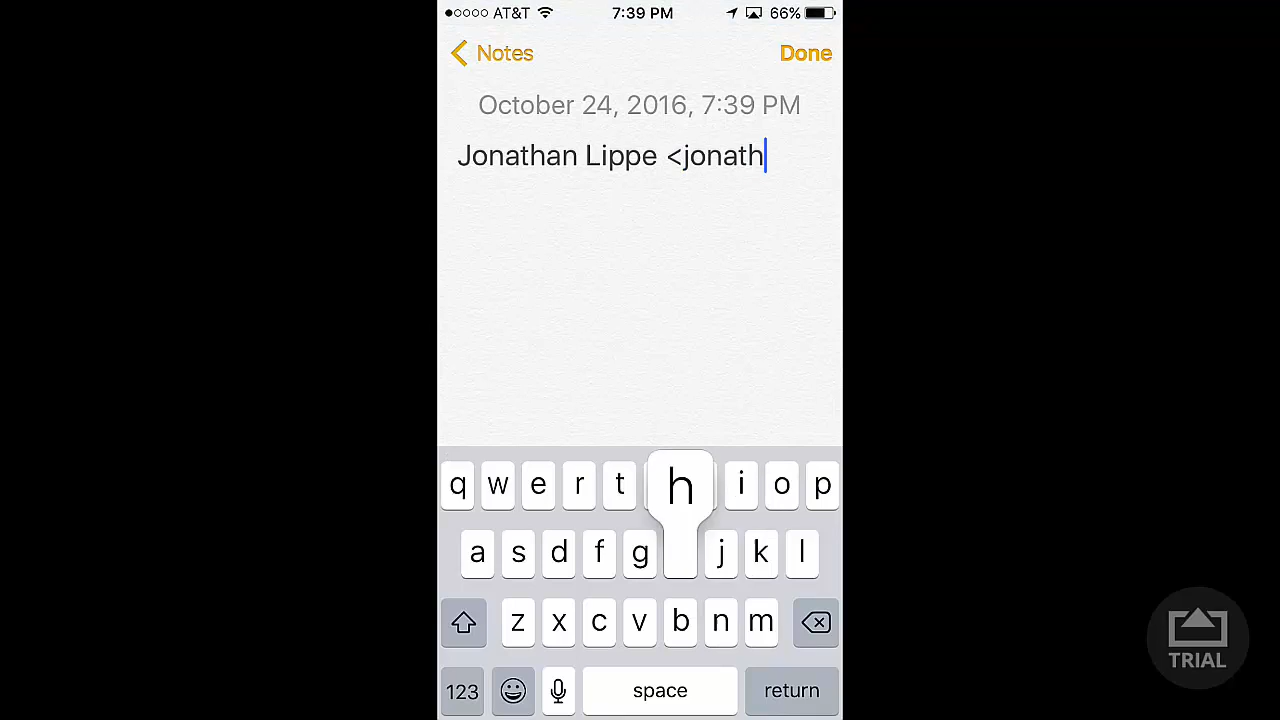 ●○○○○ AT&T 7:39 PM 66%
Notes Done
October 24, 2016, 7:39 PM
Jonathan Lippe <jonath
q w e r t h i o p
a s d f g j k l
z x c v b n m
123 space return
TRIAL